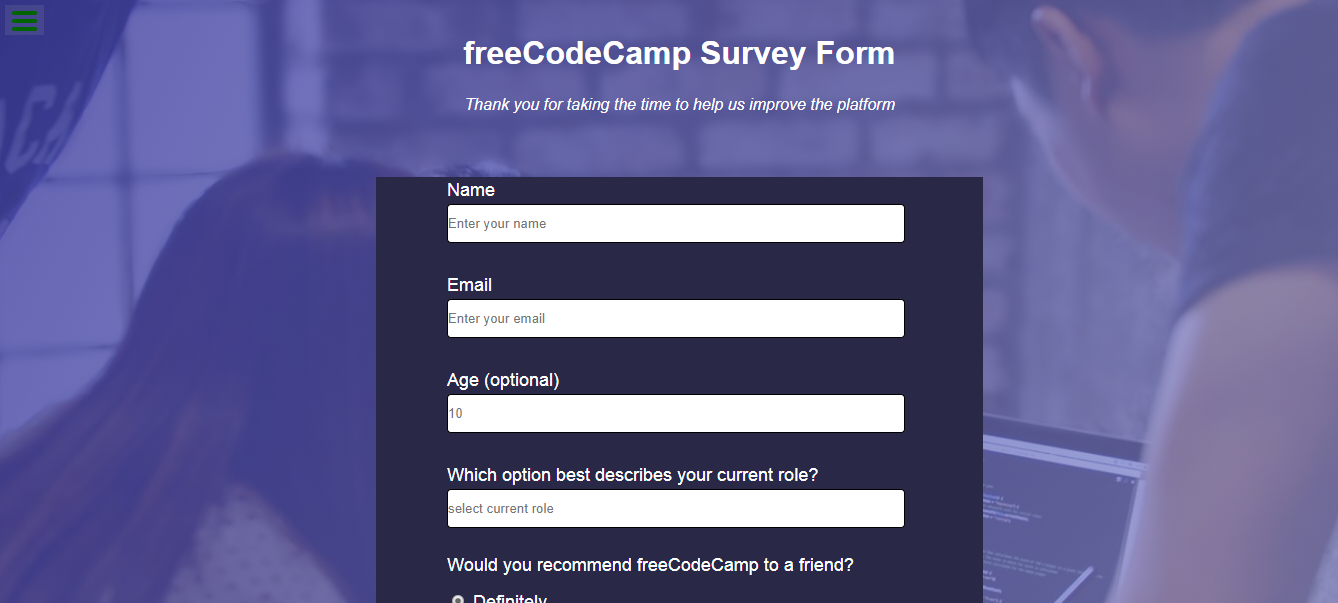 freeCodeCamp Survey Form
Thank you for taking the time to help us improve the platform
Name
Enter your name
Email
Enter your email
Age (optional)
10
Which option best describes your current role?
select current role
Would you recommend freeCodeCamp to a friend?
Definitely